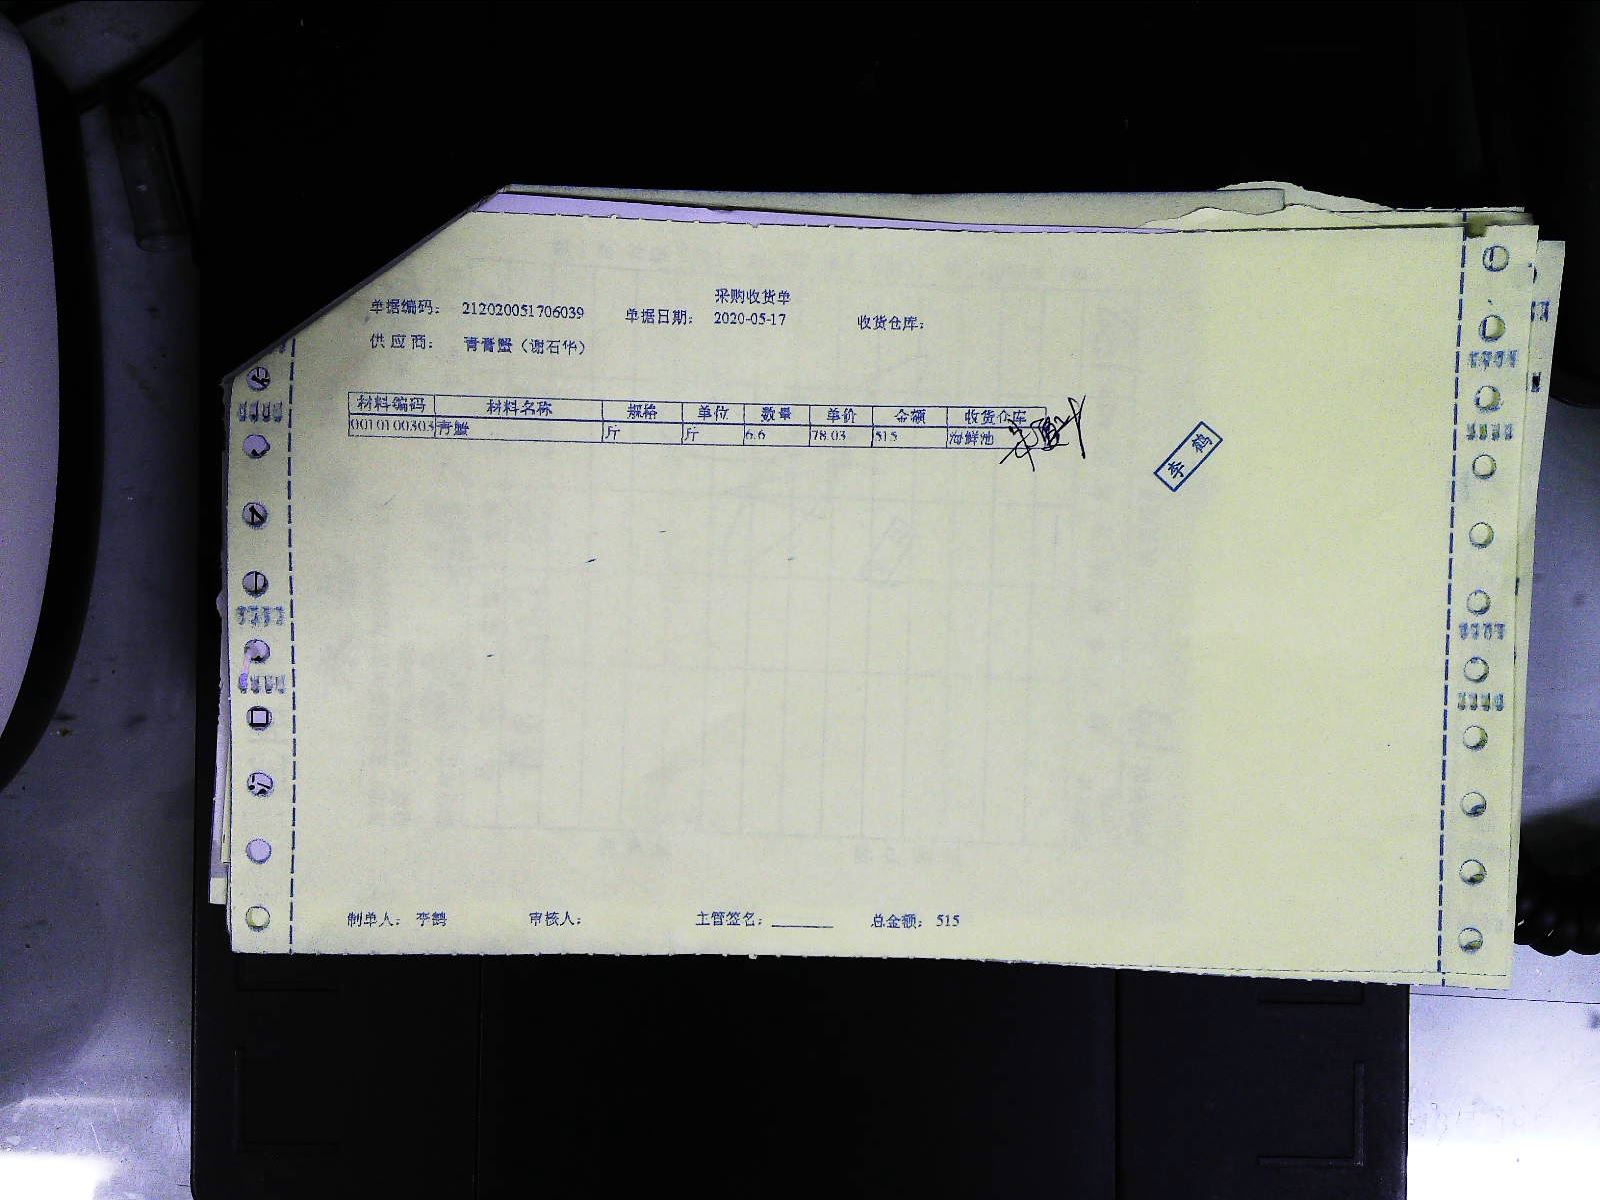 采购收货单
单据编码： 212020051706039 单据日期： 2020-05-17 收货仓库：
供应商： 青青蟹（谢石华）
材料编码 材料名称 规格 单位 数量 单价 金额 收货仓库
0010100303 青蟹 斤 斤 6.6 78.03 515 海鲜池
李鹤
制单人： 李鹤 审核人： 主管签名： 总金额： 515